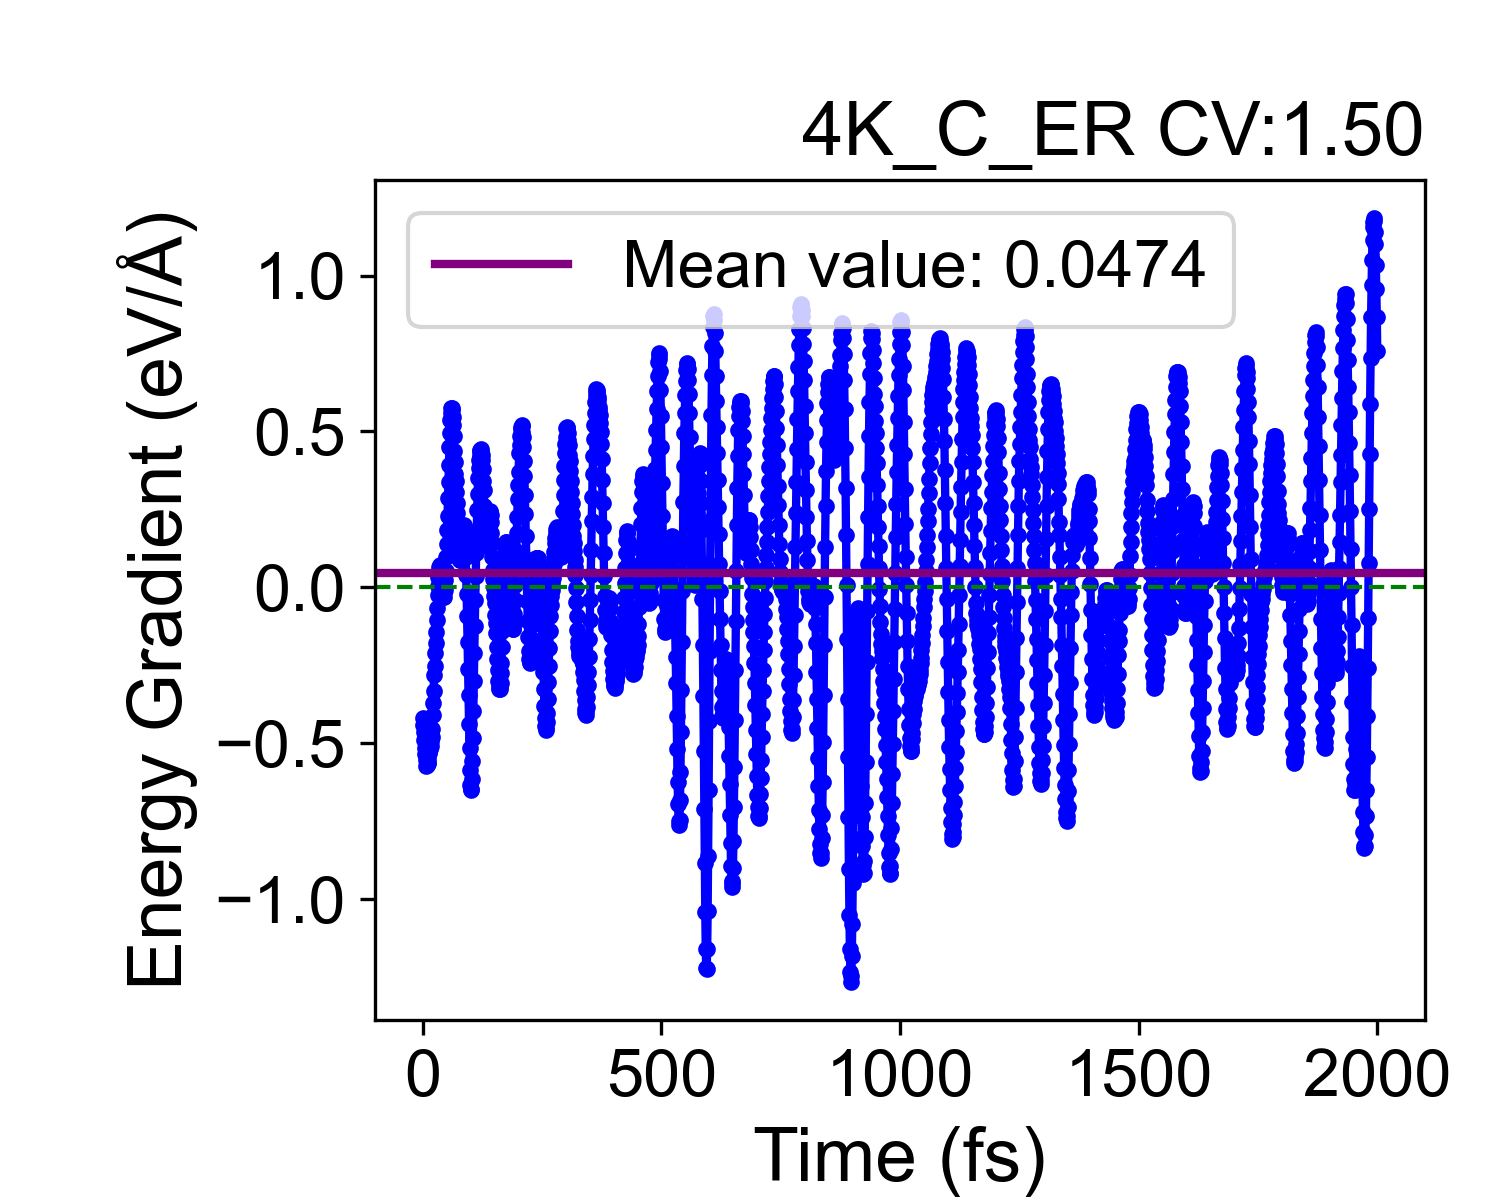 4K_C_ER CV:1.50
Mean value: 0.0474
Energy Gradient (eV/Å)
1.0
0.5
0.0
−0.5
−1.0
0 500 1000 1500 2000
Time (fs)